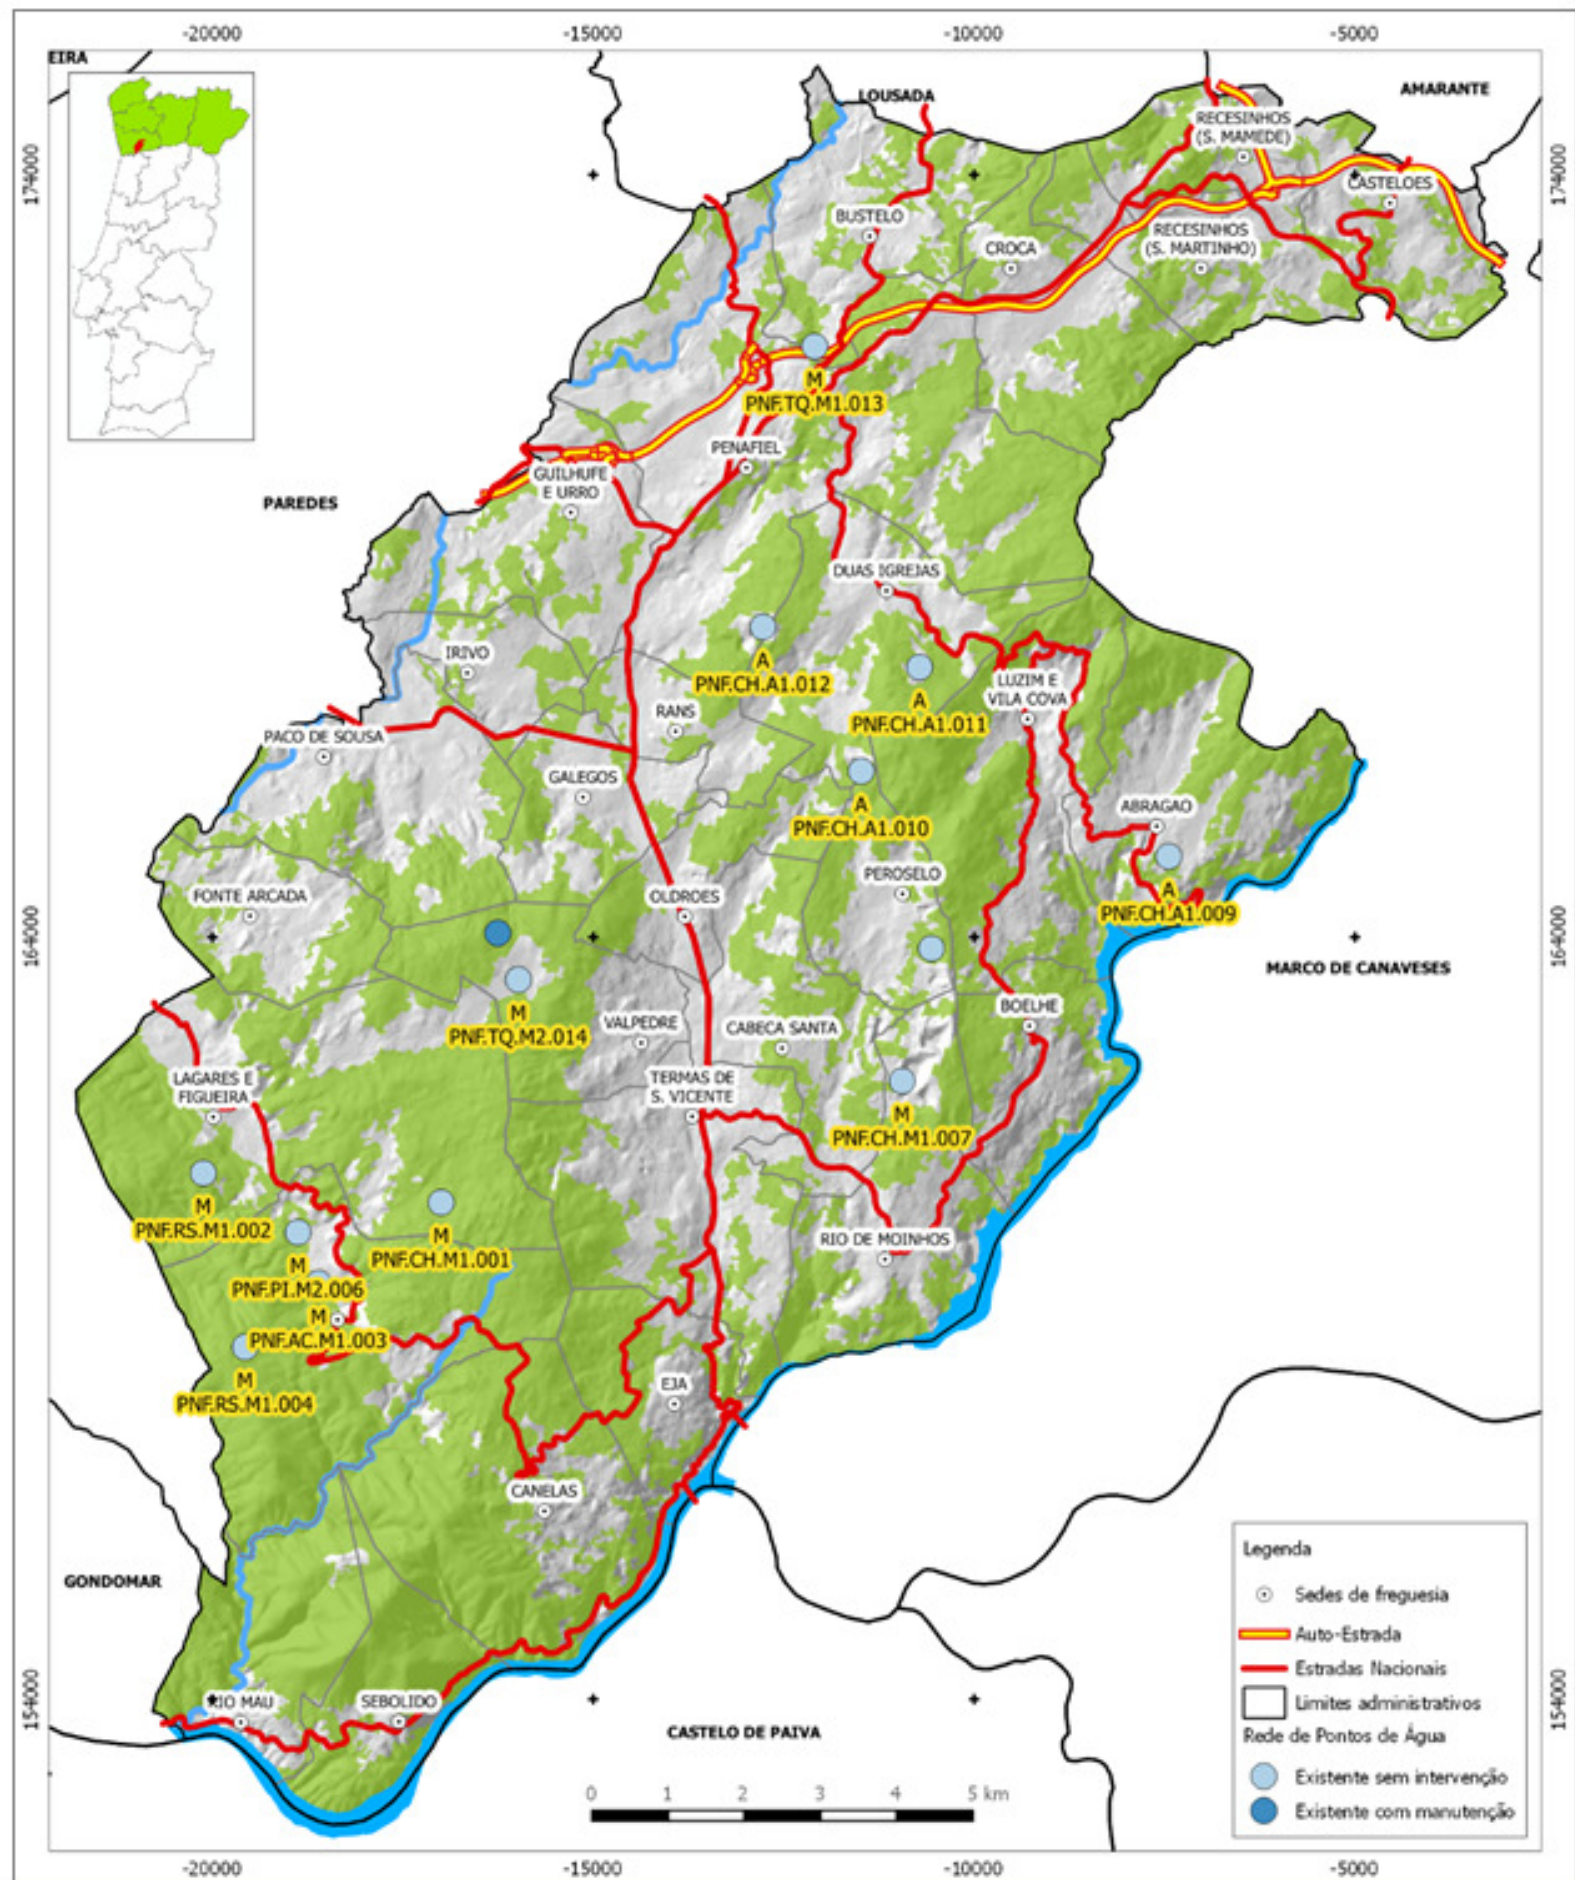 -20000
-15000
-10000
-5000
EIRA
LOUSADA
AMARANTE
RECESINHOS
(S. MAMEDE)
174000
174000
CASTELOES
BUSTELO
RECESINHOS
(S. MARTINHO)
CROCA
M
PNF.TQ.M1.013
PENAFIEL
GUILHUFE
E URRO
PAREDES
DUAS IGREJAS
IRIVO
A
PNF.CH.A1.012
LUZIM E
VILA COVA
A
PNF.CH.A1.011
RANS
PACO DE SOUSA
GALEGOS
A
PNF.CH.A1.010
ABRAGAO
PEROSELO
FONTE ARCADA
OLDROES
A
PNF.CH.A1.009
164000
164000
MARCO DE CANAVESES
BOELHE
M
PNF.TQ.M2.014
VALPEDRE
CABECA SANTA
LAGARES E
FIGUEIRA
TERMAS DE
S. VICENTE
M
PNF.CH.M1.007
M
PNF.RS.M1.002
M
PNF.CH.M1.001
RIO DE MOINHOS
M
PNF.PI.M2.006
M
PNF.AC.M1.003
M
PNF.RS.M1.004
EJA
CANELAS
GONDOMAR
RIO MAU
SEBOLIDO
CASTELO DE PAIVA
154000
154000
Legenda
Sedes de freguesia
Auto-Estrada
Estradas Nacionais
Limites administrativos
Rede de Pontos de Água
Existente sem intervenção
Existente com manutenção
0 1 2 3 4 5 km
-20000
-15000
-10000
-5000